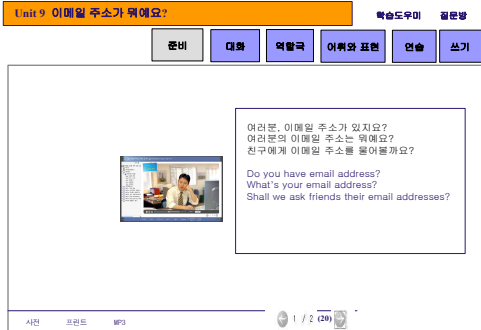 Unit 9 이메일 주소가 뭐예요?
학습도우미 질문방
준비 대화 역할극 어휘와 표현 연습 쓰기
여러분, 이메일 주소가 있지요?
여러분의 이메일 주소는 뭐예요?
친구에게 이메일 주소를 물어볼까요?
Do you have email address?
What's your email address?
Shall we ask friends their email addresses?
사전 프린트 MP3
1 / 2 (20)